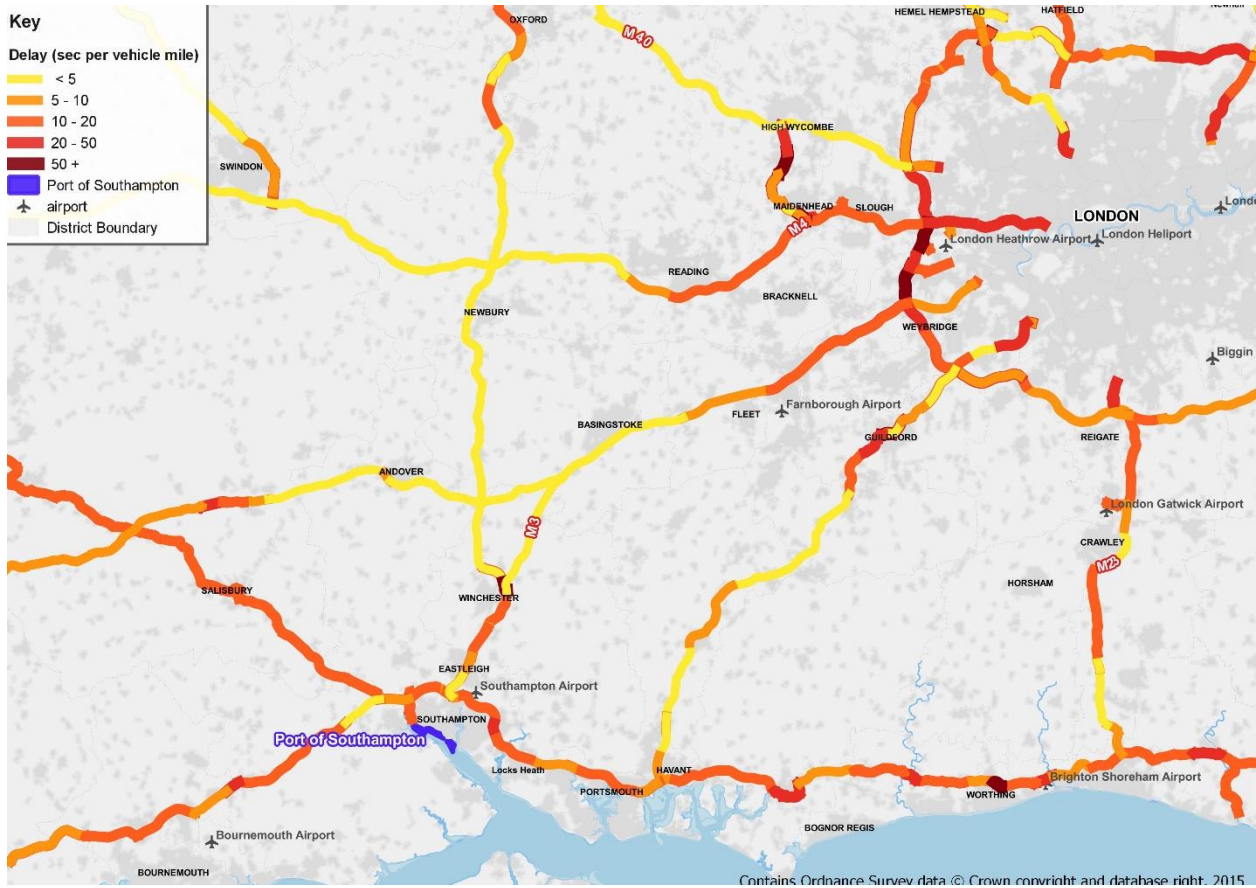 Key
Delay (sec per vehicle mile)
< 5
5 - 10
10 - 20
20 - 50
50 +
Port of Southampton
airport
District Boundary
OXFORD
M40
HEMEL HEMPSTEAD
HATFIELD
HIGH WYCOMBE
SWINDON
MAIDENHEAD
SLOUGH
M4
LONDON
London Heathrow Airport
London Heliport
READING
BRACKNELL
NEWBURY
WEYBRIDGE
Biggin
BASINGSTOKE
FLEET
Farnborough Airport
GUILDFORD
REIGATE
ANDOVER
M3
London Gatwick Airport
CRAWLEY
M23
HORSHAM
SALISBURY
WINCHESTER
EASTLEIGH
Southampton Airport
SOUTHAMPTON
Port of Southampton
Locks Heath
HAVANT
PORTSMOUTH
Brighton Shoreham Airport
WORTHING
BOGNOR REGIS
Bournemouth Airport
BOURNEMOUTH
Contains Ordnance Survey data © Crown copyright and database right, 2015